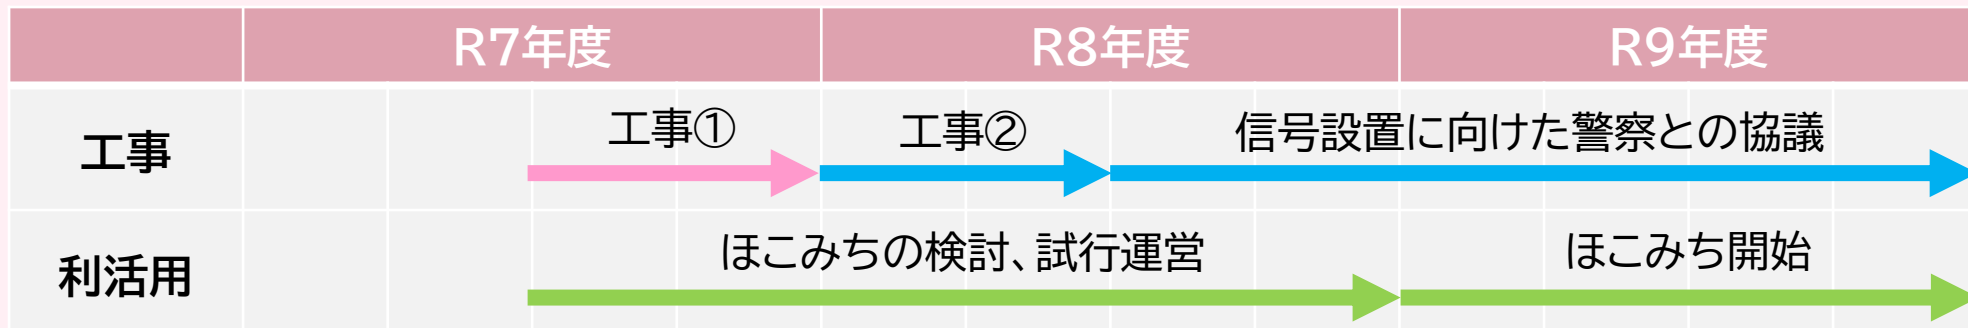 R7年度 R8年度 R9年度
工事 工事① 工事② 信号設置に向けた警察との協議
利活用 ほこみちの検討、試行運営 ほこみち開始